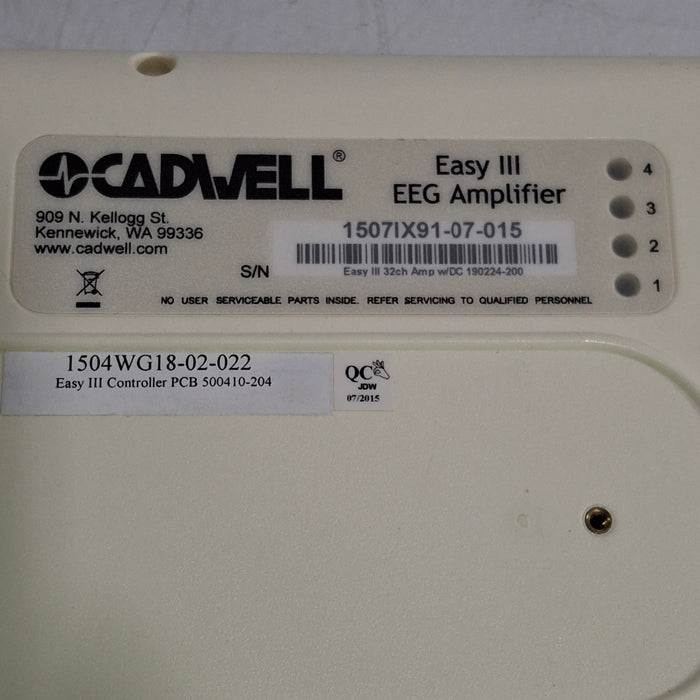 CADWELL®
909 N. Kellogg St.
Kennewick, WA 99336
www.cadwell.com
Easy III
EEG Amplifier
S/N
1507IX91-07-015
Easy III 32ch Amp w/DC 190224-200
NO USER SERVICEABLE PARTS INSIDE. REFER SERVICING TO QUALIFIED PERSONNEL
4
3
2
1
1504WG18-02-022
Easy III Controller PCB 500410-204
QC
JDW
07/2015